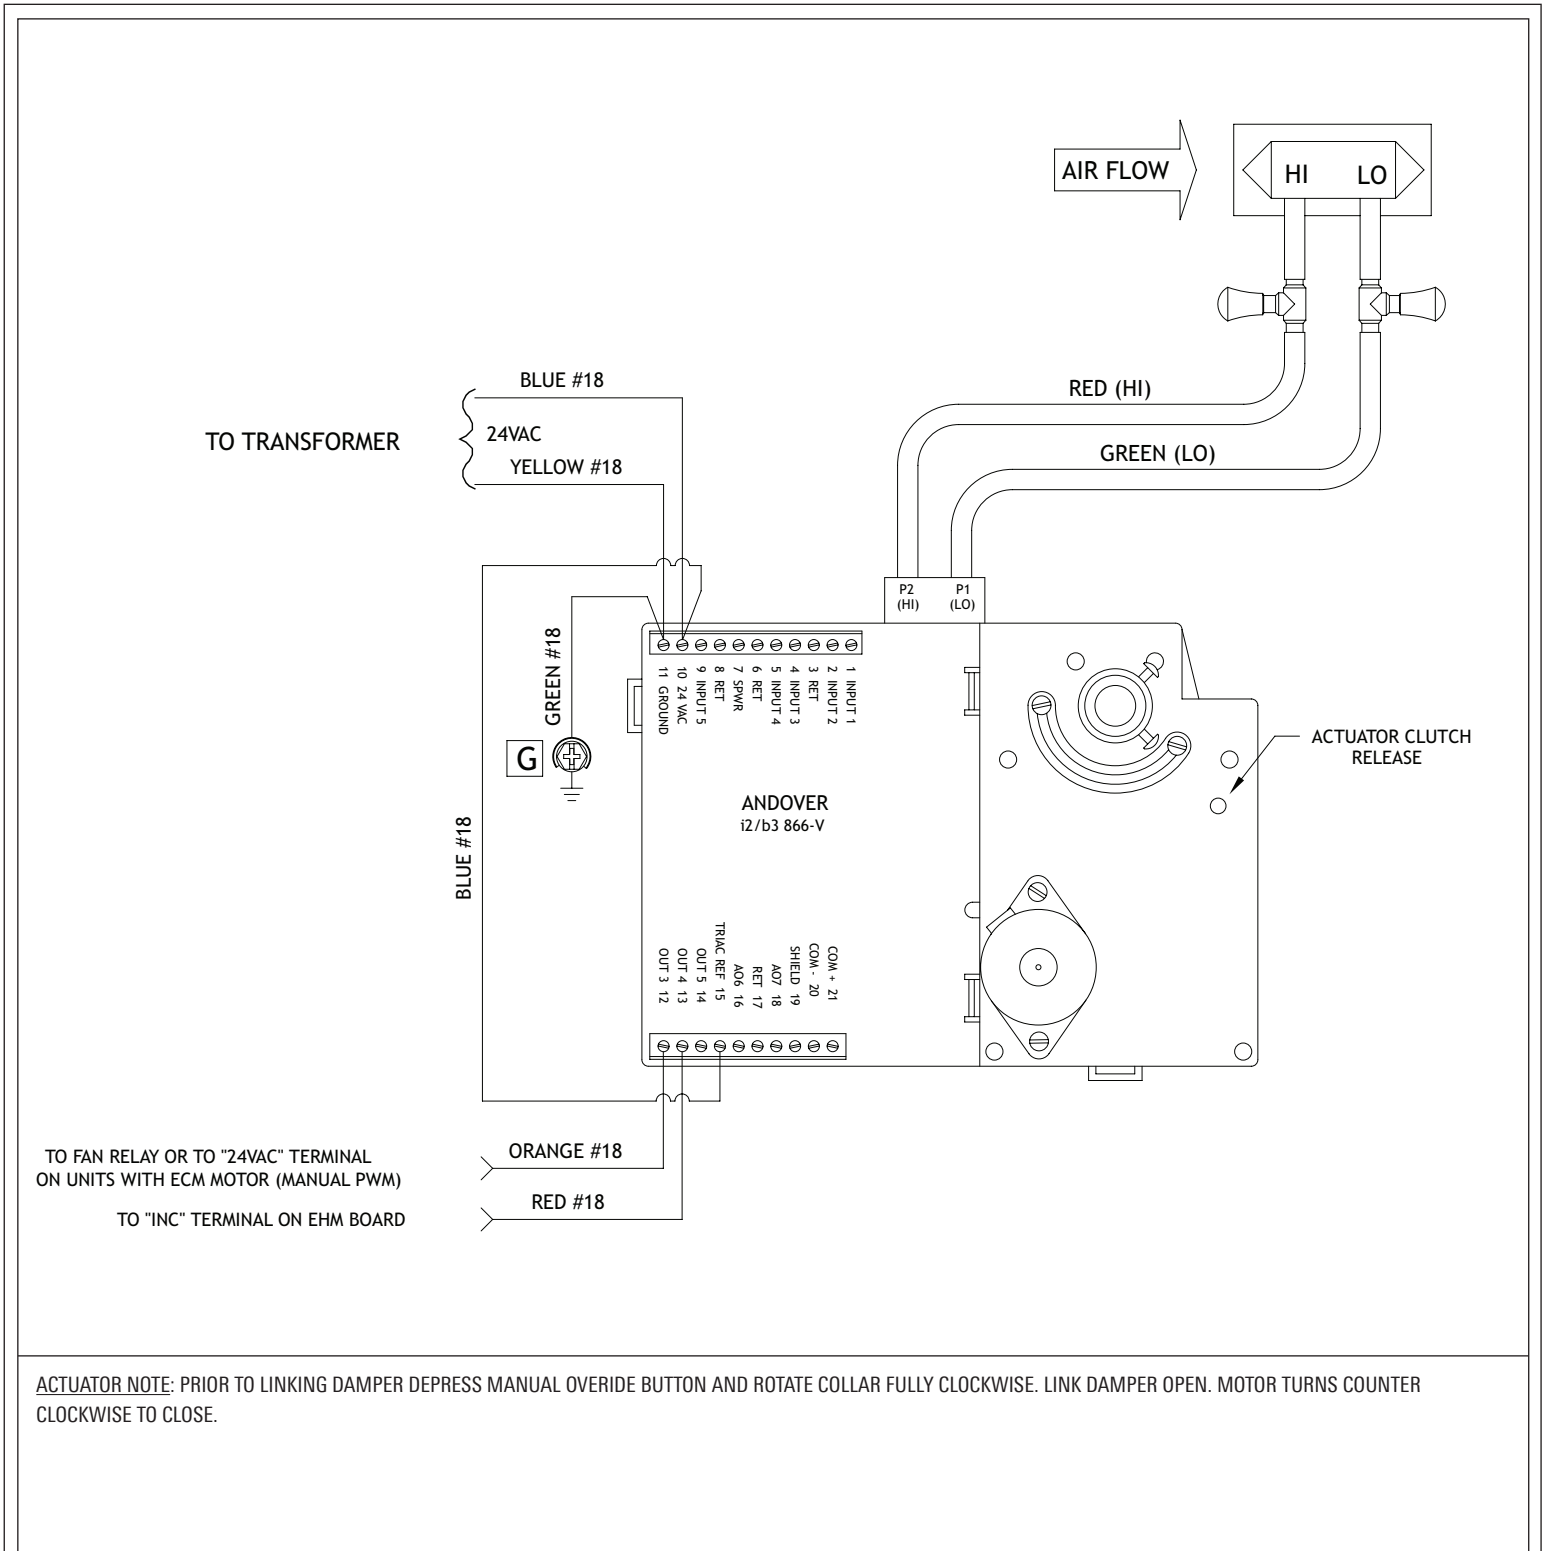 AIR FLOW
HI
LO
BLUE #18
TO TRANSFORMER
24VAC
YELLOW #18
RED (HI)
GREEN (LO)
P2
(HI)
P1
(LO)
GREEN #18
G
11 GROUND
10 24 VAC
9 INPUT 5
8 RET
7 SPWR
6 RET
5 INPUT 4
4 INPUT 3
3 RET
2 INPUT 2
1 INPUT 1
ACTUATOR CLUTCH
RELEASE
ANDOVER
i2/b3 866-V
BLUE #18
OUT 3 12
OUT 4 13
OUT 5 14
TRIAC REF 15
AO6 16
RET 17
AO7 18
SHIELD 19
COM - 20
COM + 21
TO FAN RELAY OR TO "24VAC" TERMINAL
ON UNITS WITH ECM MOTOR (MANUAL PWM)
ORANGE #18
TO "INC" TERMINAL ON EHM BOARD
RED #18
ACTUATOR NOTE: PRIOR TO LINKING DAMPER DEPRESS MANUAL OVERIDE BUTTON AND ROTATE COLLAR FULLY CLOCKWISE. LINK DAMPER OPEN. MOTOR TURNS COUNTER
CLOCKWISE TO CLOSE.